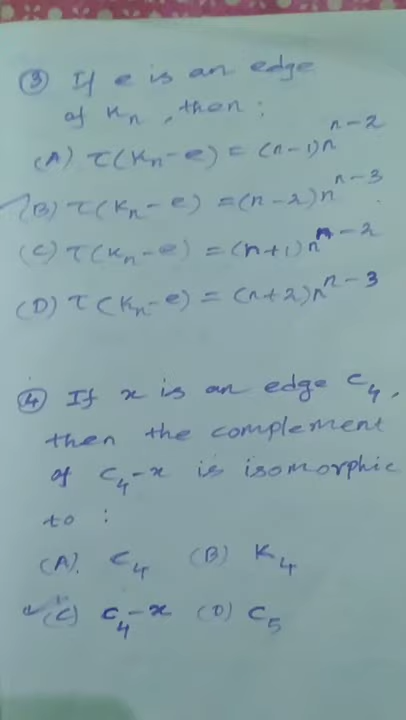 ③ If e is an edge
of Kn, then :
(A) τ(Kn-e) = (n-1)n^n-2
(B) τ(Kn-e) = (n-2)n^n-3
(C) τ(Kn-e) = (n+1)n^n-2
(D) τ(Kn-e) = (n+2)n^n-3
④ If x is an edge C4,
then the complement
of C4-x is isomorphic
to :
(A). C4 (B) K4
(C) C4-x (D) C5